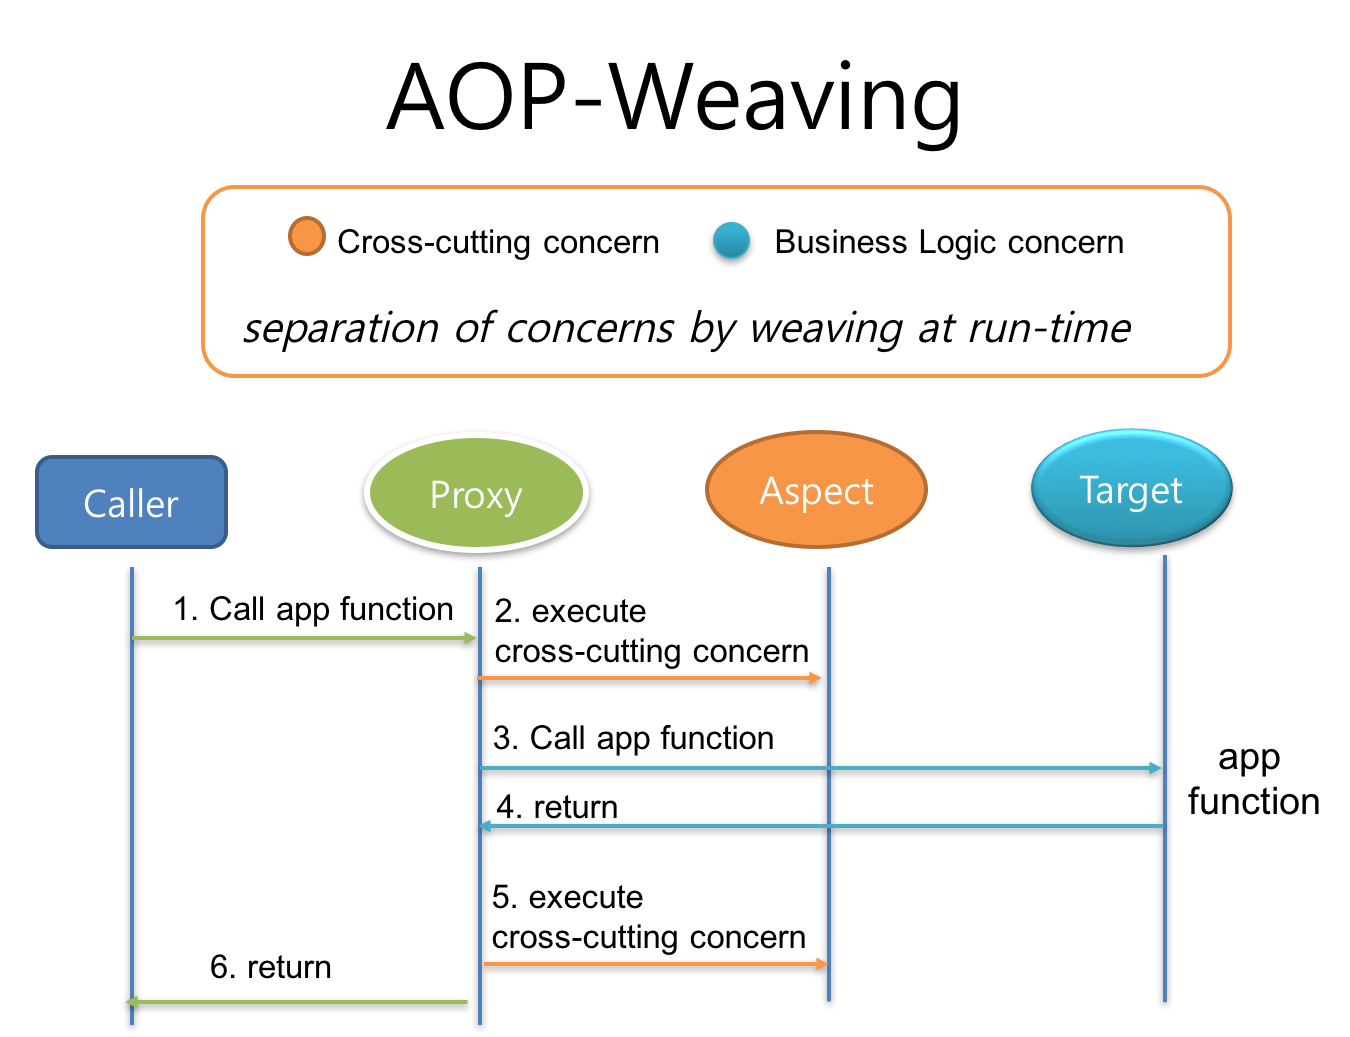 AOP-Weaving
Cross-cutting concern
Business Logic concern
separation of concerns by weaving at run-time
Caller
Proxy
Aspect
Target
1. Call app function
2. execute
cross-cutting concern
3. Call app function
app
function
4. return
5. execute
cross-cutting concern
6. return